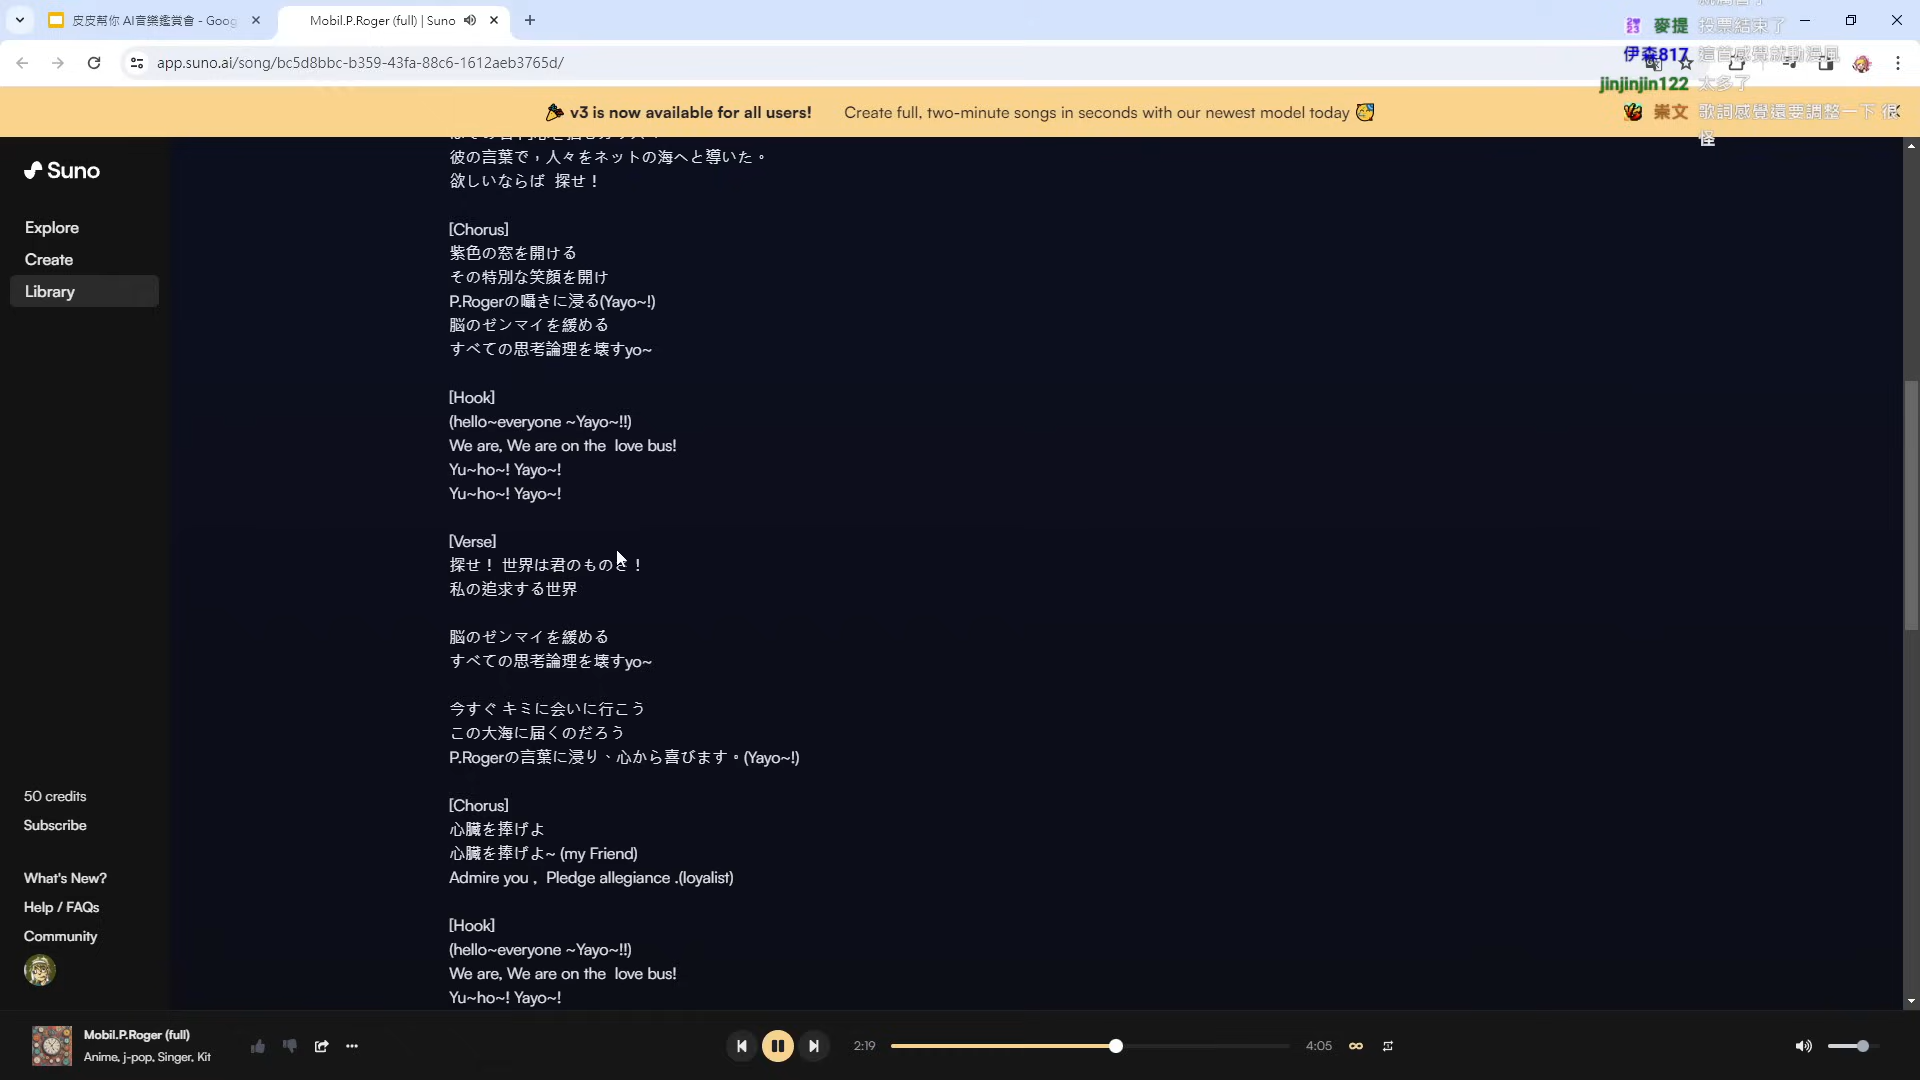 皮皮幫你 AI音樂鑑賞會 - Goog
Mobil.P.Roger (full) | Suno
app.suno.ai/song/bc5d8bbc-b359-43fa-88c6-1612aeb3765d/
麥提 投票結束了
伊森817 這首感覺就動漫風
jinjinjin122 太多了
崇文 歌詞感覺還要調整一下 很
怪
v3 is now available for all users! Create full, two-minute songs in seconds with our newest model today
Suno
Explore
Create
Library
50 credits
Subscribe
What's New?
Help / FAQs
Community
彼の言葉で，人々をネットの海へと導いた。
欲しいならば 探せ！
[Chorus]
紫色の窓を開ける
その特別な笑顔を開け
P.Rogerの囁きに浸る(Yayo~!)
脳のゼンマイを緩める
すべての思考論理を壊すyo~
[Hook]
(hello~everyone ~Yayo~!!)
We are, We are on the love bus!
Yu~ho~! Yayo~!
Yu~ho~! Yayo~!
[Verse]
探せ！ 世界は君のものさ！
私の追求する世界
脳のゼンマイを緩める
すべての思考論理を壊すyo~
今すぐ キミに会いに行こう
この大海に届くのだろう
P.Rogerの言葉に浸り、心から喜びます。(Yayo~!)
[Chorus]
心臓を捧げよ
心臓を捧げよ~ (my Friend)
Admire you , Pledge allegiance .(loyalist)
[Hook]
(hello~everyone ~Yayo~!!)
We are, We are on the love bus!
Yu~ho~! Yayo~!
Mobil.P.Roger (full)
Anime, j-pop, Singer, Kit
2:19
4:05